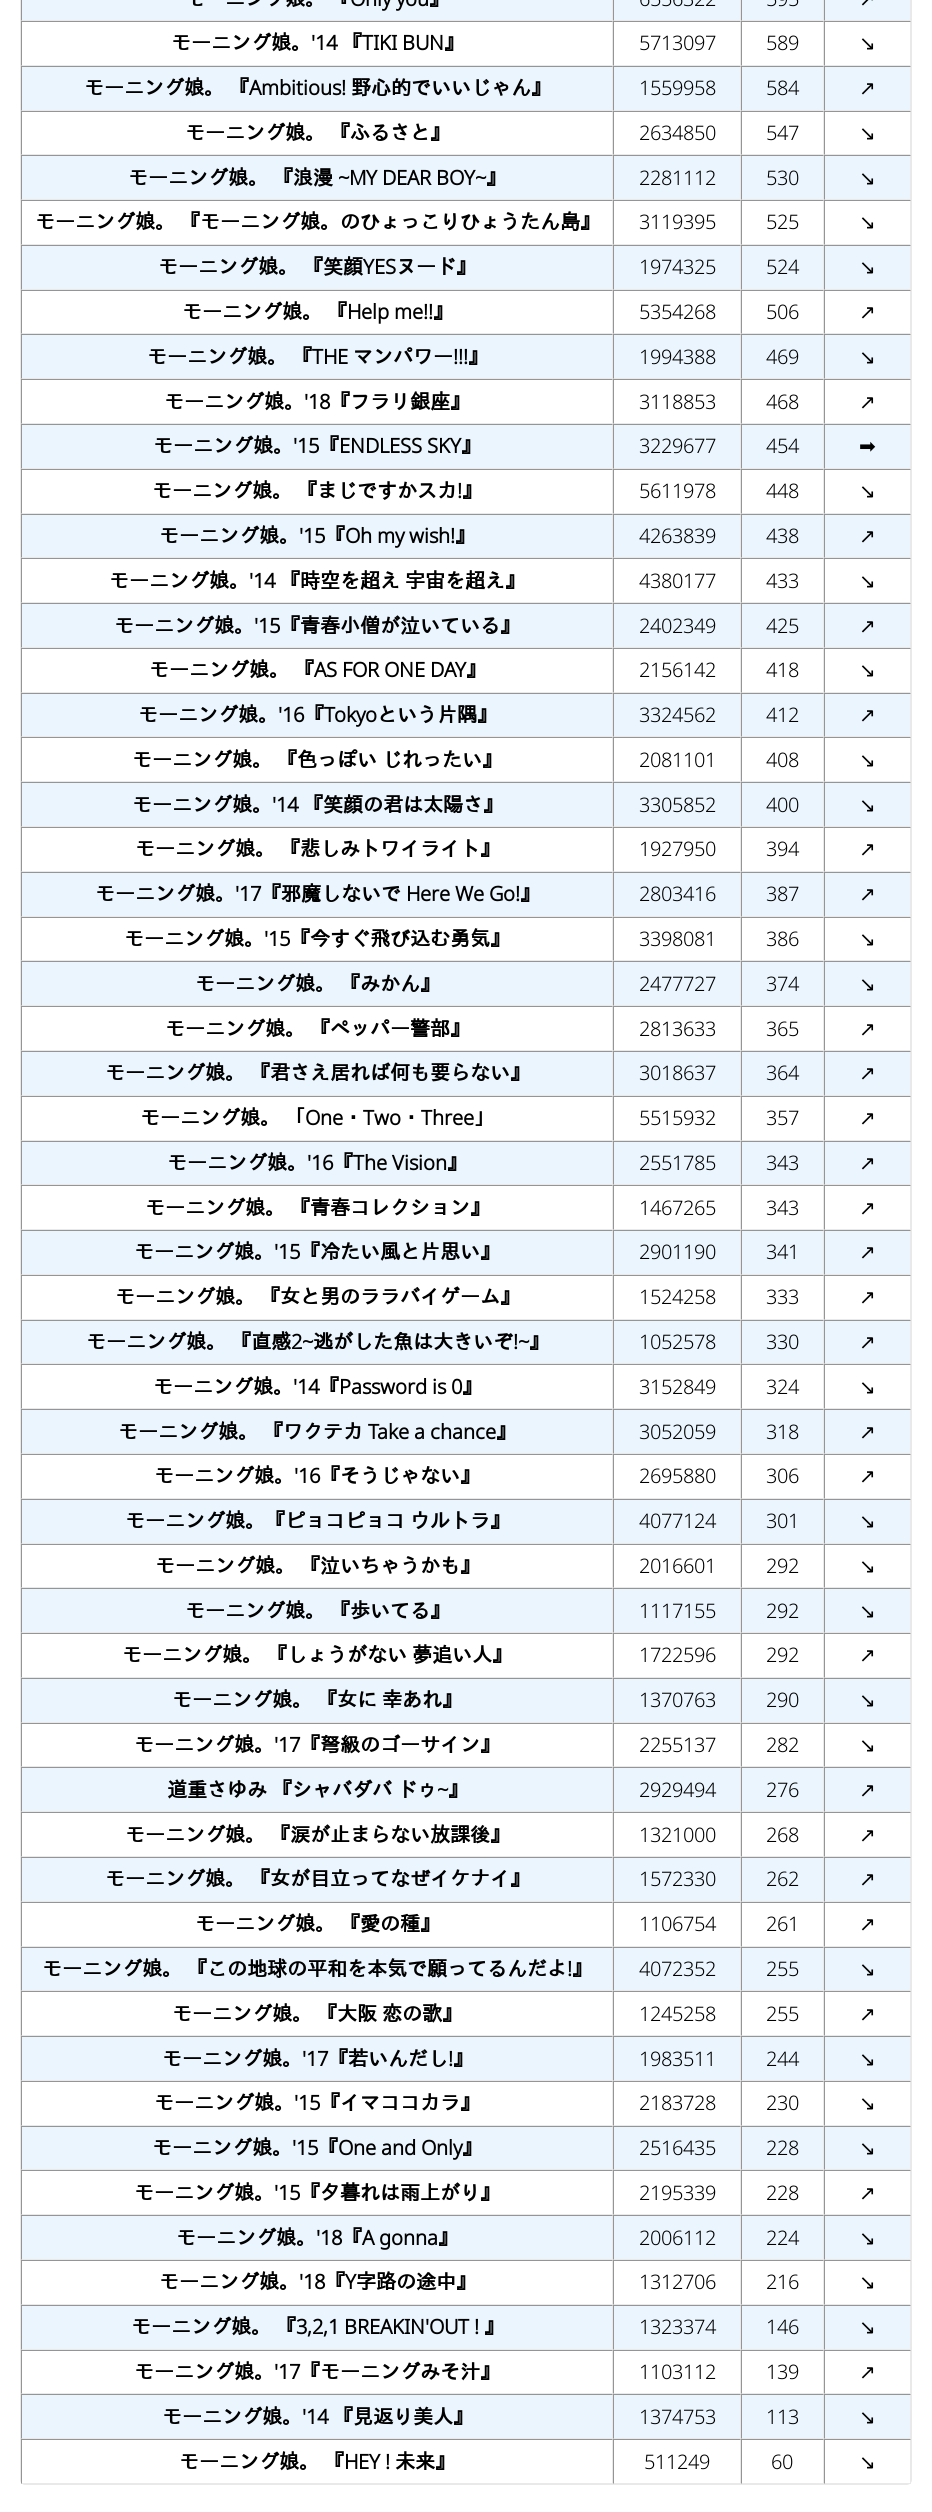 モーニング娘。 『Only you』 6556522 595 ↗
モーニング娘。'14 『TIKI BUN』 5713097 589 ↘
モーニング娘。 『Ambitious! 野心的でいいじゃん』 1559958 584 ↗
モーニング娘。 『ふるさと』 2634850 547 ↘
モーニング娘。 『浪漫 ~MY DEAR BOY~』 2281112 530 ↘
モーニング娘。 『モーニング娘。のひょっこりひょうたん島』 3119395 525 ↘
モーニング娘。 『笑顔YESヌード』 1974325 524 ↘
モーニング娘。 『Help me!!』 5354268 506 ↗
モーニング娘。 『THE マンパワー!!!』 1994388 469 ↘
モーニング娘。'18『フラリ銀座』 3118853 468 ↗
モーニング娘。'15『ENDLESS SKY』 3229677 454 ➡
モーニング娘。 『まじですかスカ!』 5611978 448 ↘
モーニング娘。'15『Oh my wish!』 4263839 438 ↗
モーニング娘。'14 『時空を超え 宇宙を超え』 4380177 433 ↘
モーニング娘。'15『青春小僧が泣いている』 2402349 425 ↗
モーニング娘。 『AS FOR ONE DAY』 2156142 418 ↘
モーニング娘。'16『Tokyoという片隅』 3324562 412 ↗
モーニング娘。 『色っぽい じれったい』 2081101 408 ↘
モーニング娘。'14 『笑顔の君は太陽さ』 3305852 400 ↘
モーニング娘。 『悲しみトワイライト』 1927950 394 ↗
モーニング娘。'17『邪魔しないで Here We Go!』 2803416 387 ↗
モーニング娘。'15『今すぐ飛び込む勇気』 3398081 386 ↘
モーニング娘。 『みかん』 2477727 374 ↘
モーニング娘。 『ペッパー警部』 2813633 365 ↗
モーニング娘。 『君さえ居れば何も要らない』 3018637 364 ↗
モーニング娘。 「One・Two・Three」 5515932 357 ↗
モーニング娘。'16『The Vision』 2551785 343 ↗
モーニング娘。 『青春コレクション』 1467265 343 ↗
モーニング娘。'15『冷たい風と片思い』 2901190 341 ↗
モーニング娘。 『女と男のララバイゲーム』 1524258 333 ↗
モーニング娘。 『直感2~逃がした魚は大きいぞ!~』 1052578 330 ↗
モーニング娘。'14『Password is 0』 3152849 324 ↘
モーニング娘。 『ワクテカ Take a chance』 3052059 318 ↗
モーニング娘。'16『そうじゃない』 2695880 306 ↗
モーニング娘。『ピョコピョコ ウルトラ』 4077124 301 ↘
モーニング娘。 『泣いちゃうかも』 2016601 292 ↘
モーニング娘。 『歩いてる』 1117155 292 ↘
モーニング娘。 『しょうがない 夢追い人』 1722596 292 ↗
モーニング娘。 『女に 幸あれ』 1370763 290 ↘
モーニング娘。'17『弩級のゴーサイン』 2255137 282 ↘
道重さゆみ 『シャバダバ ドゥ~』 2929494 276 ↗
モーニング娘。 『涙が止まらない放課後』 1321000 268 ↗
モーニング娘。 『女が目立ってなぜイケナイ』 1572330 262 ↗
モーニング娘。 『愛の種』 1106754 261 ↗
モーニング娘。 『この地球の平和を本気で願ってるんだよ!』 4072352 255 ↘
モーニング娘。 『大阪 恋の歌』 1245258 255 ↗
モーニング娘。'17『若いんだし!』 1983511 244 ↘
モーニング娘。'15『イマココカラ』 2183728 230 ↘
モーニング娘。'15『One and Only』 2516435 228 ↘
モーニング娘。'15『夕暮れは雨上がり』 2195339 228 ↗
モーニング娘。'18『A gonna』 2006112 224 ↘
モーニング娘。'18『Y字路の途中』 1312706 216 ↘
モーニング娘。 『3,2,1 BREAKIN'OUT ! 』 1323374 146 ↘
モーニング娘。'17『モーニングみそ汁』 1103112 139 ↗
モーニング娘。'14 『見返り美人』 1374753 113 ↘
モーニング娘。 『HEY ! 未来』 511249 60 ↘